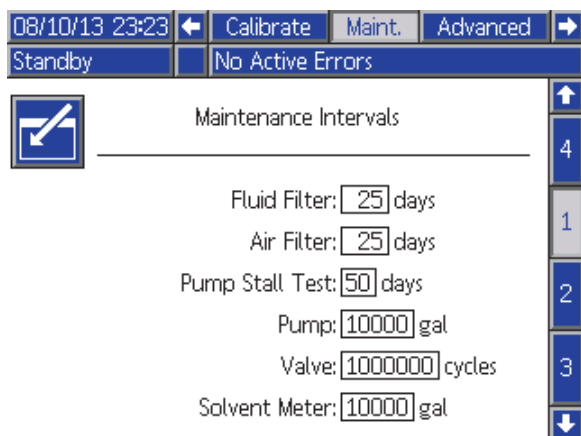 08/10/13 23:23 Calibrate Maint. Advanced
Standby No Active Errors
Maintenance Intervals
4
Fluid Filter: 25 days
1
Air Filter: 25 days
Pump Stall Test: 50 days
2
Pump: 10000 gal
Valve: 1000000 cycles
3
Solvent Meter: 10000 gal